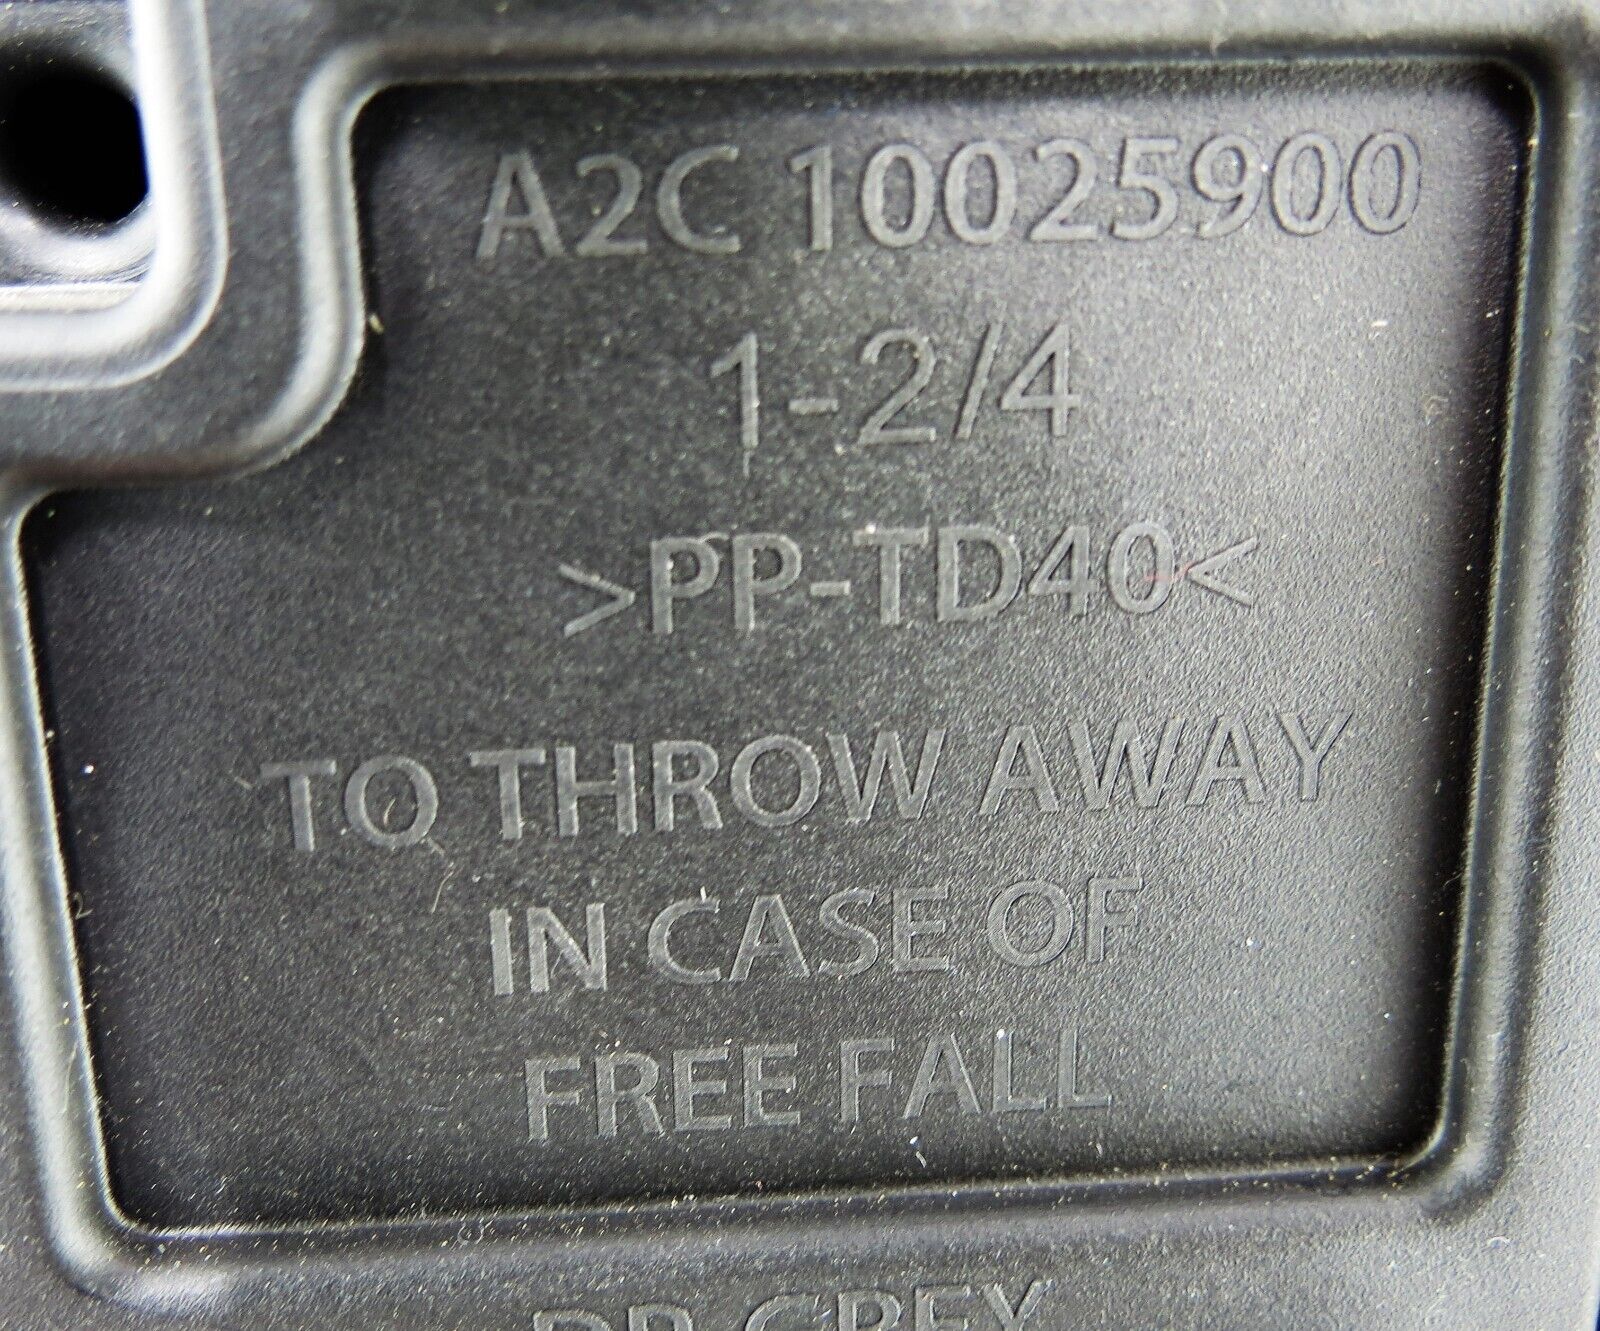 A2C 10025900
1-2/4
>PP-TD40<
TO THROW AWAY
IN CASE OF
FREE FALL